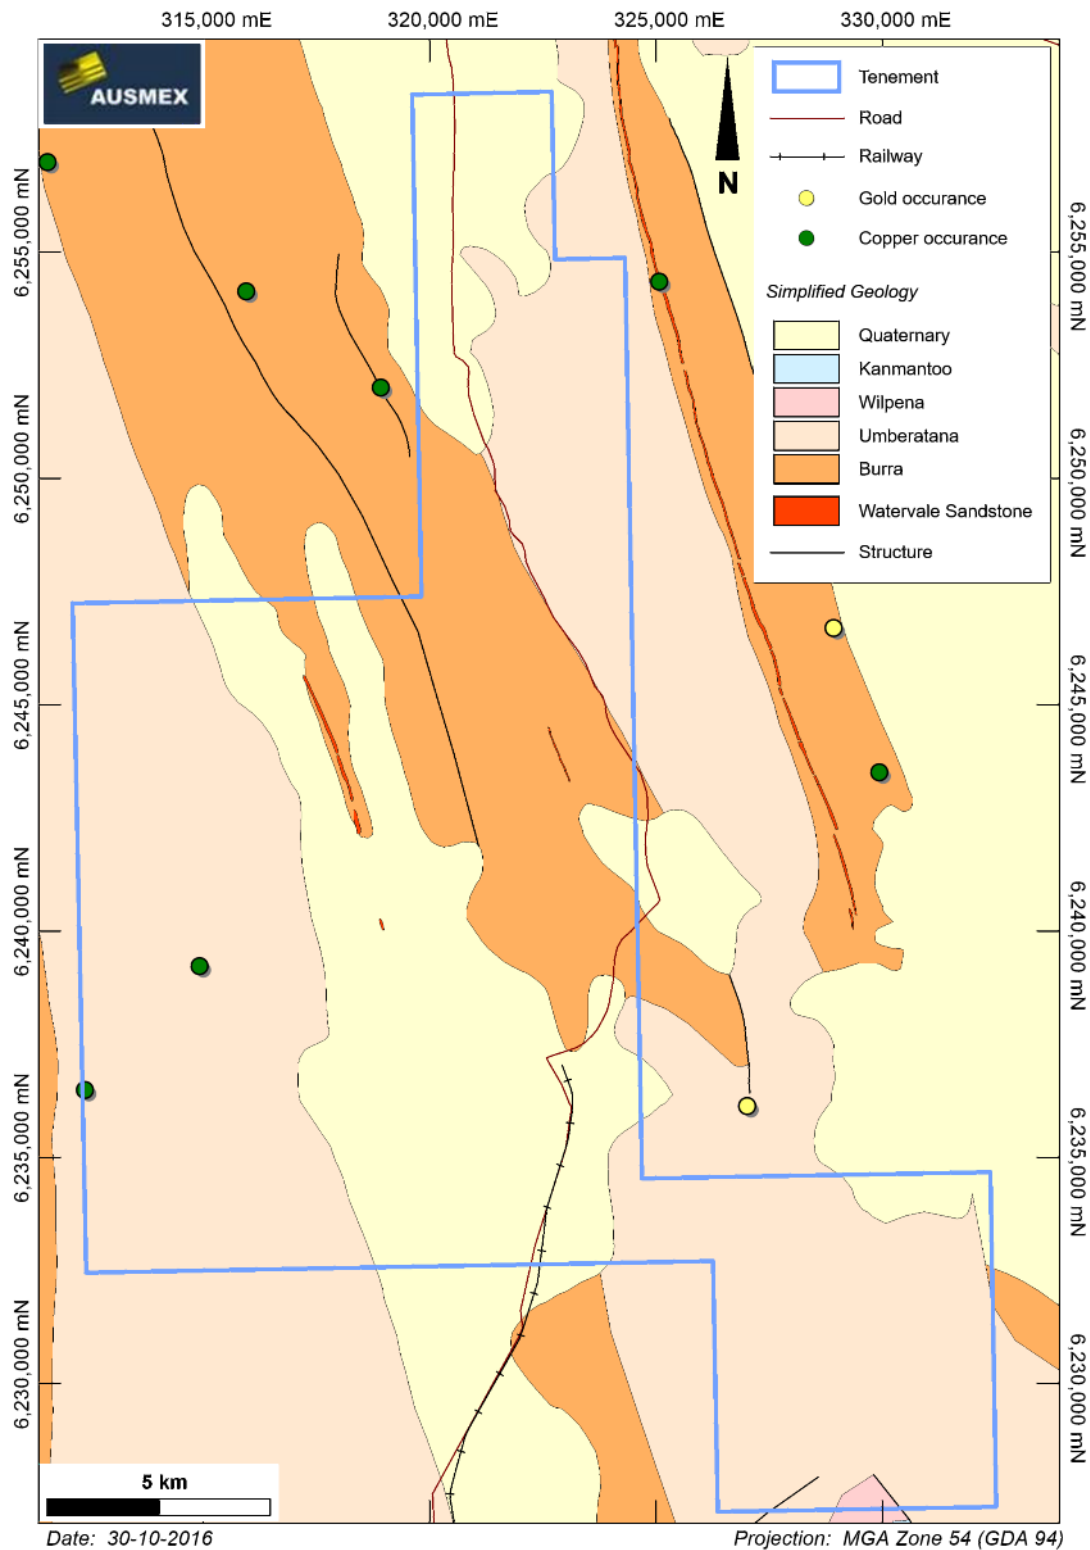 315,000 mE 320,000 mE 325,000 mE 330,000 mE
AUSMEX
N
Tenement
Road
Railway
Gold occurance
Copper occurance
Simplified Geology
Quaternary
Kanmantoo
Wilpena
Umberatana
Burra
Watervale Sandstone
Structure
6,255,000 mN
6,250,000 mN
6,245,000 mN
6,240,000 mN
6,235,000 mN
6,230,000 mN
6,255,000 mN
6,250,000 mN
6,245,000 mN
6,240,000 mN
6,235,000 mN
6,230,000 mN
5 km
Date: 30-10-2016 Projection: MGA Zone 54 (GDA 94)